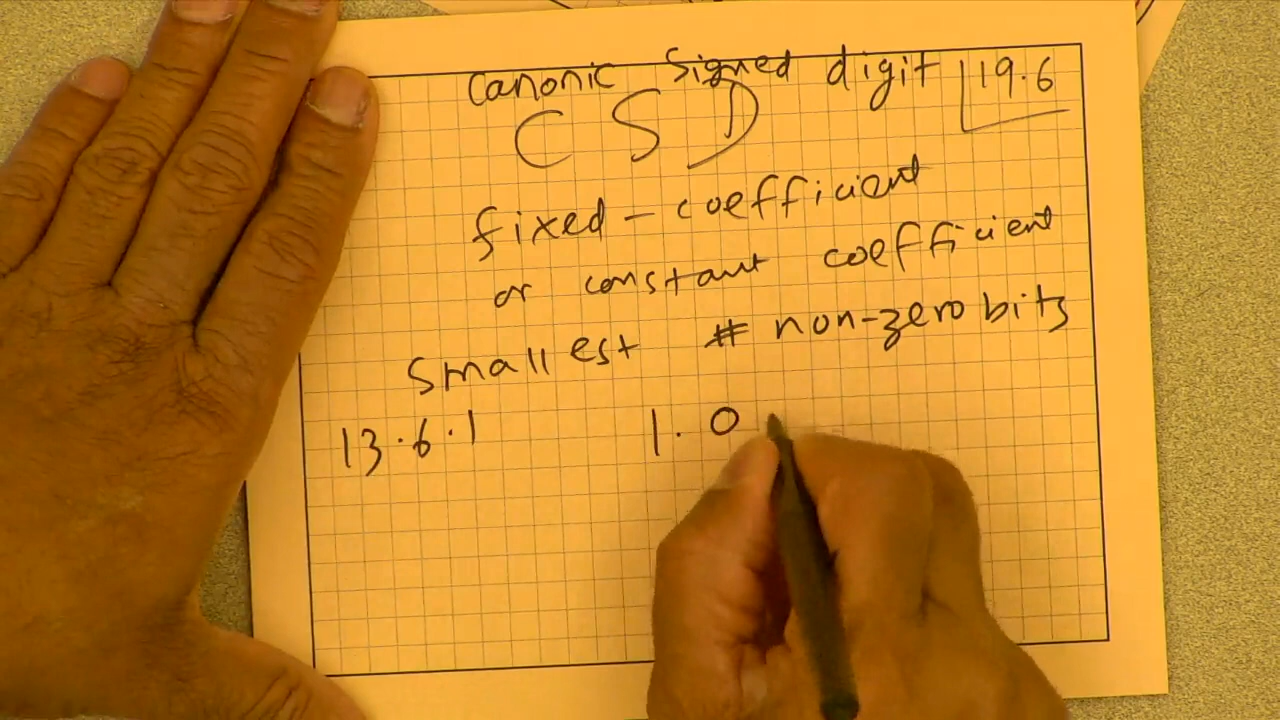 canonic signed digit 19.6
CSD
fixed-coefficient
or constant coefficient
Smallest # non-zero bits
13.6.1 1.0